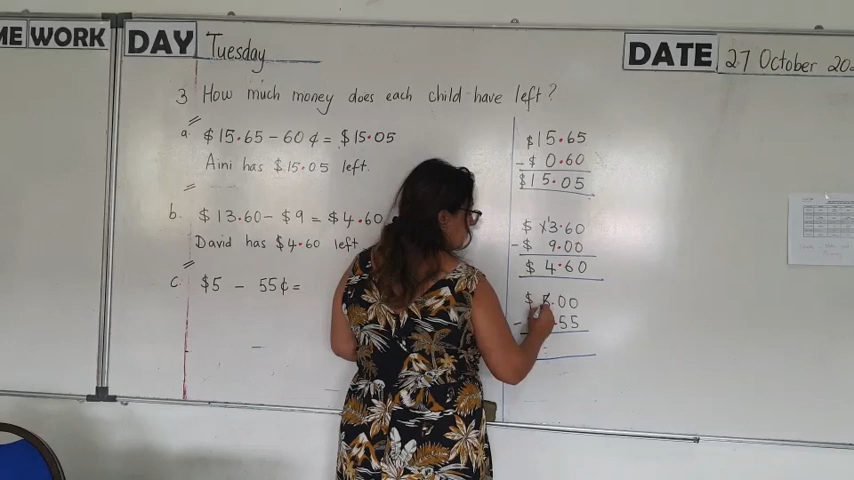 ME WORK
DAY Tuesday
DATE 27 October 20
3 How much money does each child have left?
a. $15.65 - 60 ¢ = $15.05
Aini has $15.05 left.
b. $13.60 - $9 = $4.60
David has $4.60 left
c. $5 - 55¢ =
$15.65
- $ 0.60
$15.05
$ 13.60
- $ 9.00
$ 4.60
$ 5.00
- .55